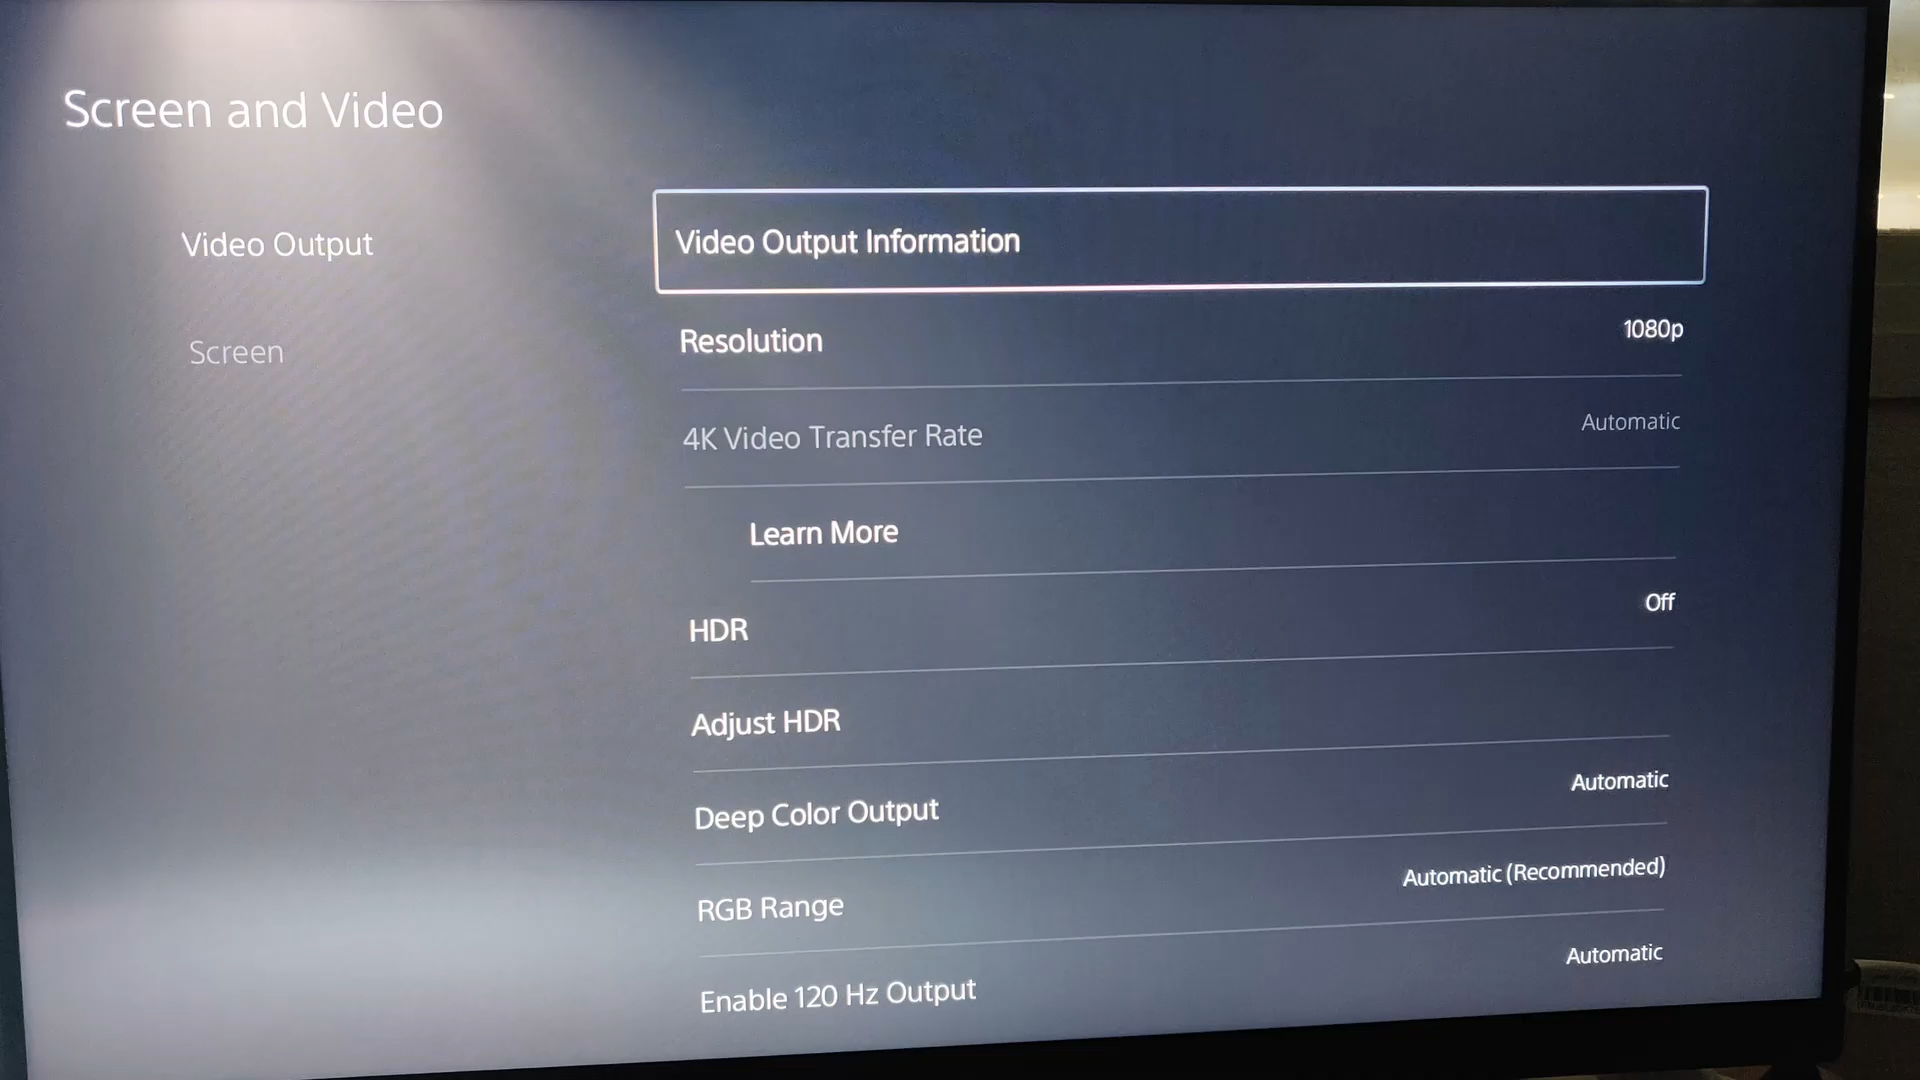 Screen and Video
Video Output
Screen
Video Output Information
Resolution 1080p
4K Video Transfer Rate Automatic
Learn More
HDR Off
Adjust HDR
Deep Color Output Automatic
RGB Range Automatic (Recommended)
Enable 120 Hz Output Automatic